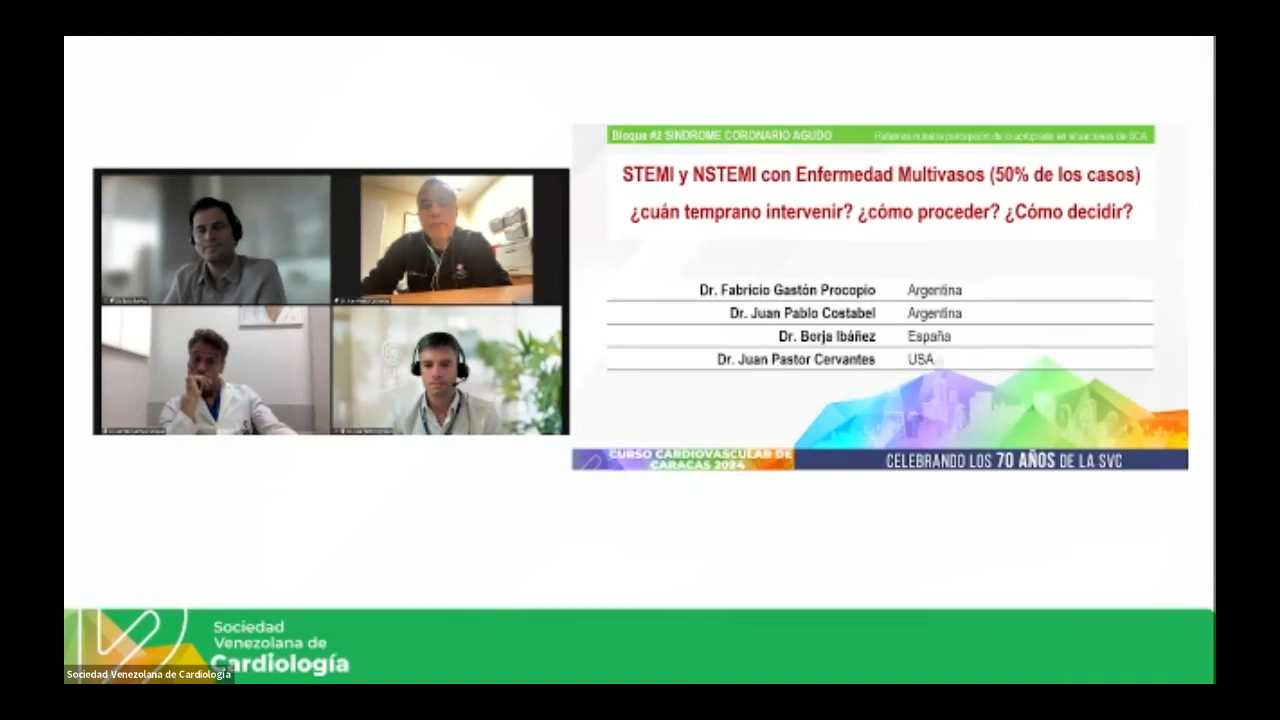 Bloque #2 SÍNDROME CORONARIO AGUDO
STEMI y NSTEMI con Enfermedad Multivasos (50% de los casos)
¿cuán temprano intervenir? ¿cómo proceder? ¿Cómo decidir?
Dr. Fabricio Gastón Procopio Argentina
Dr. Juan Pablo Costabel Argentina
Dr. Borja Ibáñez España
Dr. Juan Pastor Cervantes USA
CURSO CARDIOVASCULAR DE
CARACAS 2024
CELEBRANDO LOS 70 AÑOS DE LA SVC
Sociedad
Venezolana de
Cardiología
Sociedad Venezolana de Cardiología